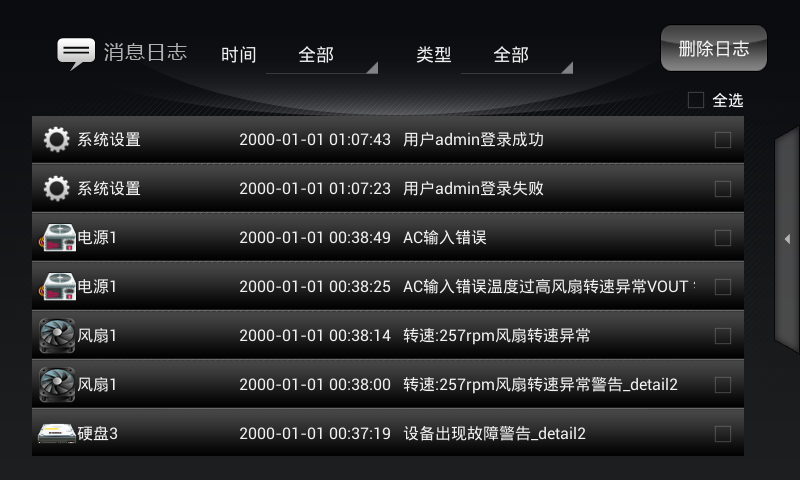 消息日志 时间 全部 类型 全部 删除日志
全选
系统设置 2000-01-01 01:07:43 用户admin登录成功
系统设置 2000-01-01 01:07:23 用户admin登录失败
电源1 2000-01-01 00:38:49 AC输入错误
电源1 2000-01-01 00:38:25 AC输入错误温度过高风扇转速异常VOUT
风扇1 2000-01-01 00:38:14 转速:257rpm风扇转速异常
风扇1 2000-01-01 00:38:00 转速:257rpm风扇转速异常警告_detail2
硬盘3 2000-01-01 00:37:19 设备出现故障警告_detail2